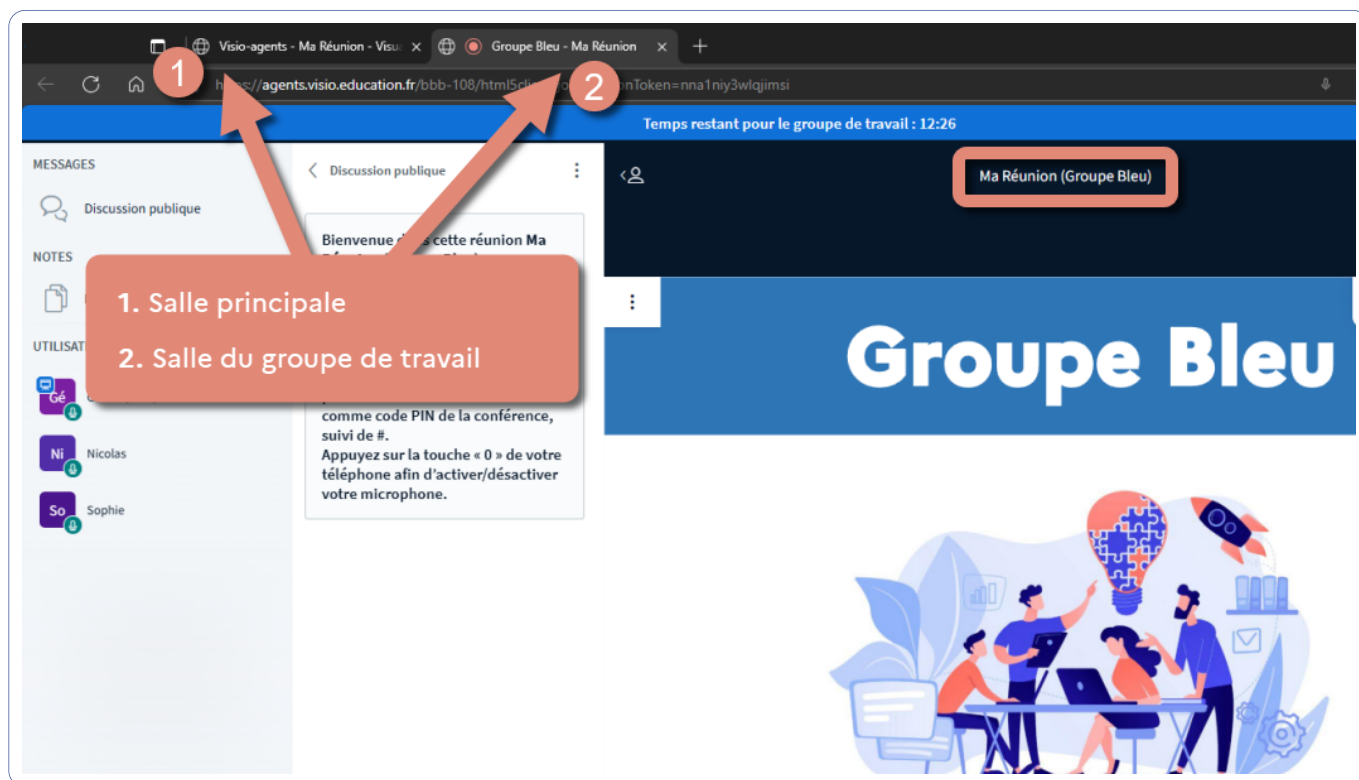 Visio-agents - Ma Réunion - Visu
Groupe Bleu - Ma Réunion
1
2
://agents.visio.education.fr/bbb-108/html5cli onToken=nna1niy3wlqjimsi
Temps restant pour le groupe de travail : 12:26
MESSAGES
Discussion publique
NOTES
UTILISAT
Gé
Ni Nicolas
So Sophie
Discussion publique
Bienvenue cette réunion Ma
1. Salle principale
2. Salle du groupe de travail
comme code PIN de la conférence,
suivi de #.
Appuyez sur la touche « 0 » de votre
téléphone afin d'activer/désactiver
votre microphone.
Ma Réunion (Groupe Bleu)
Groupe Bleu